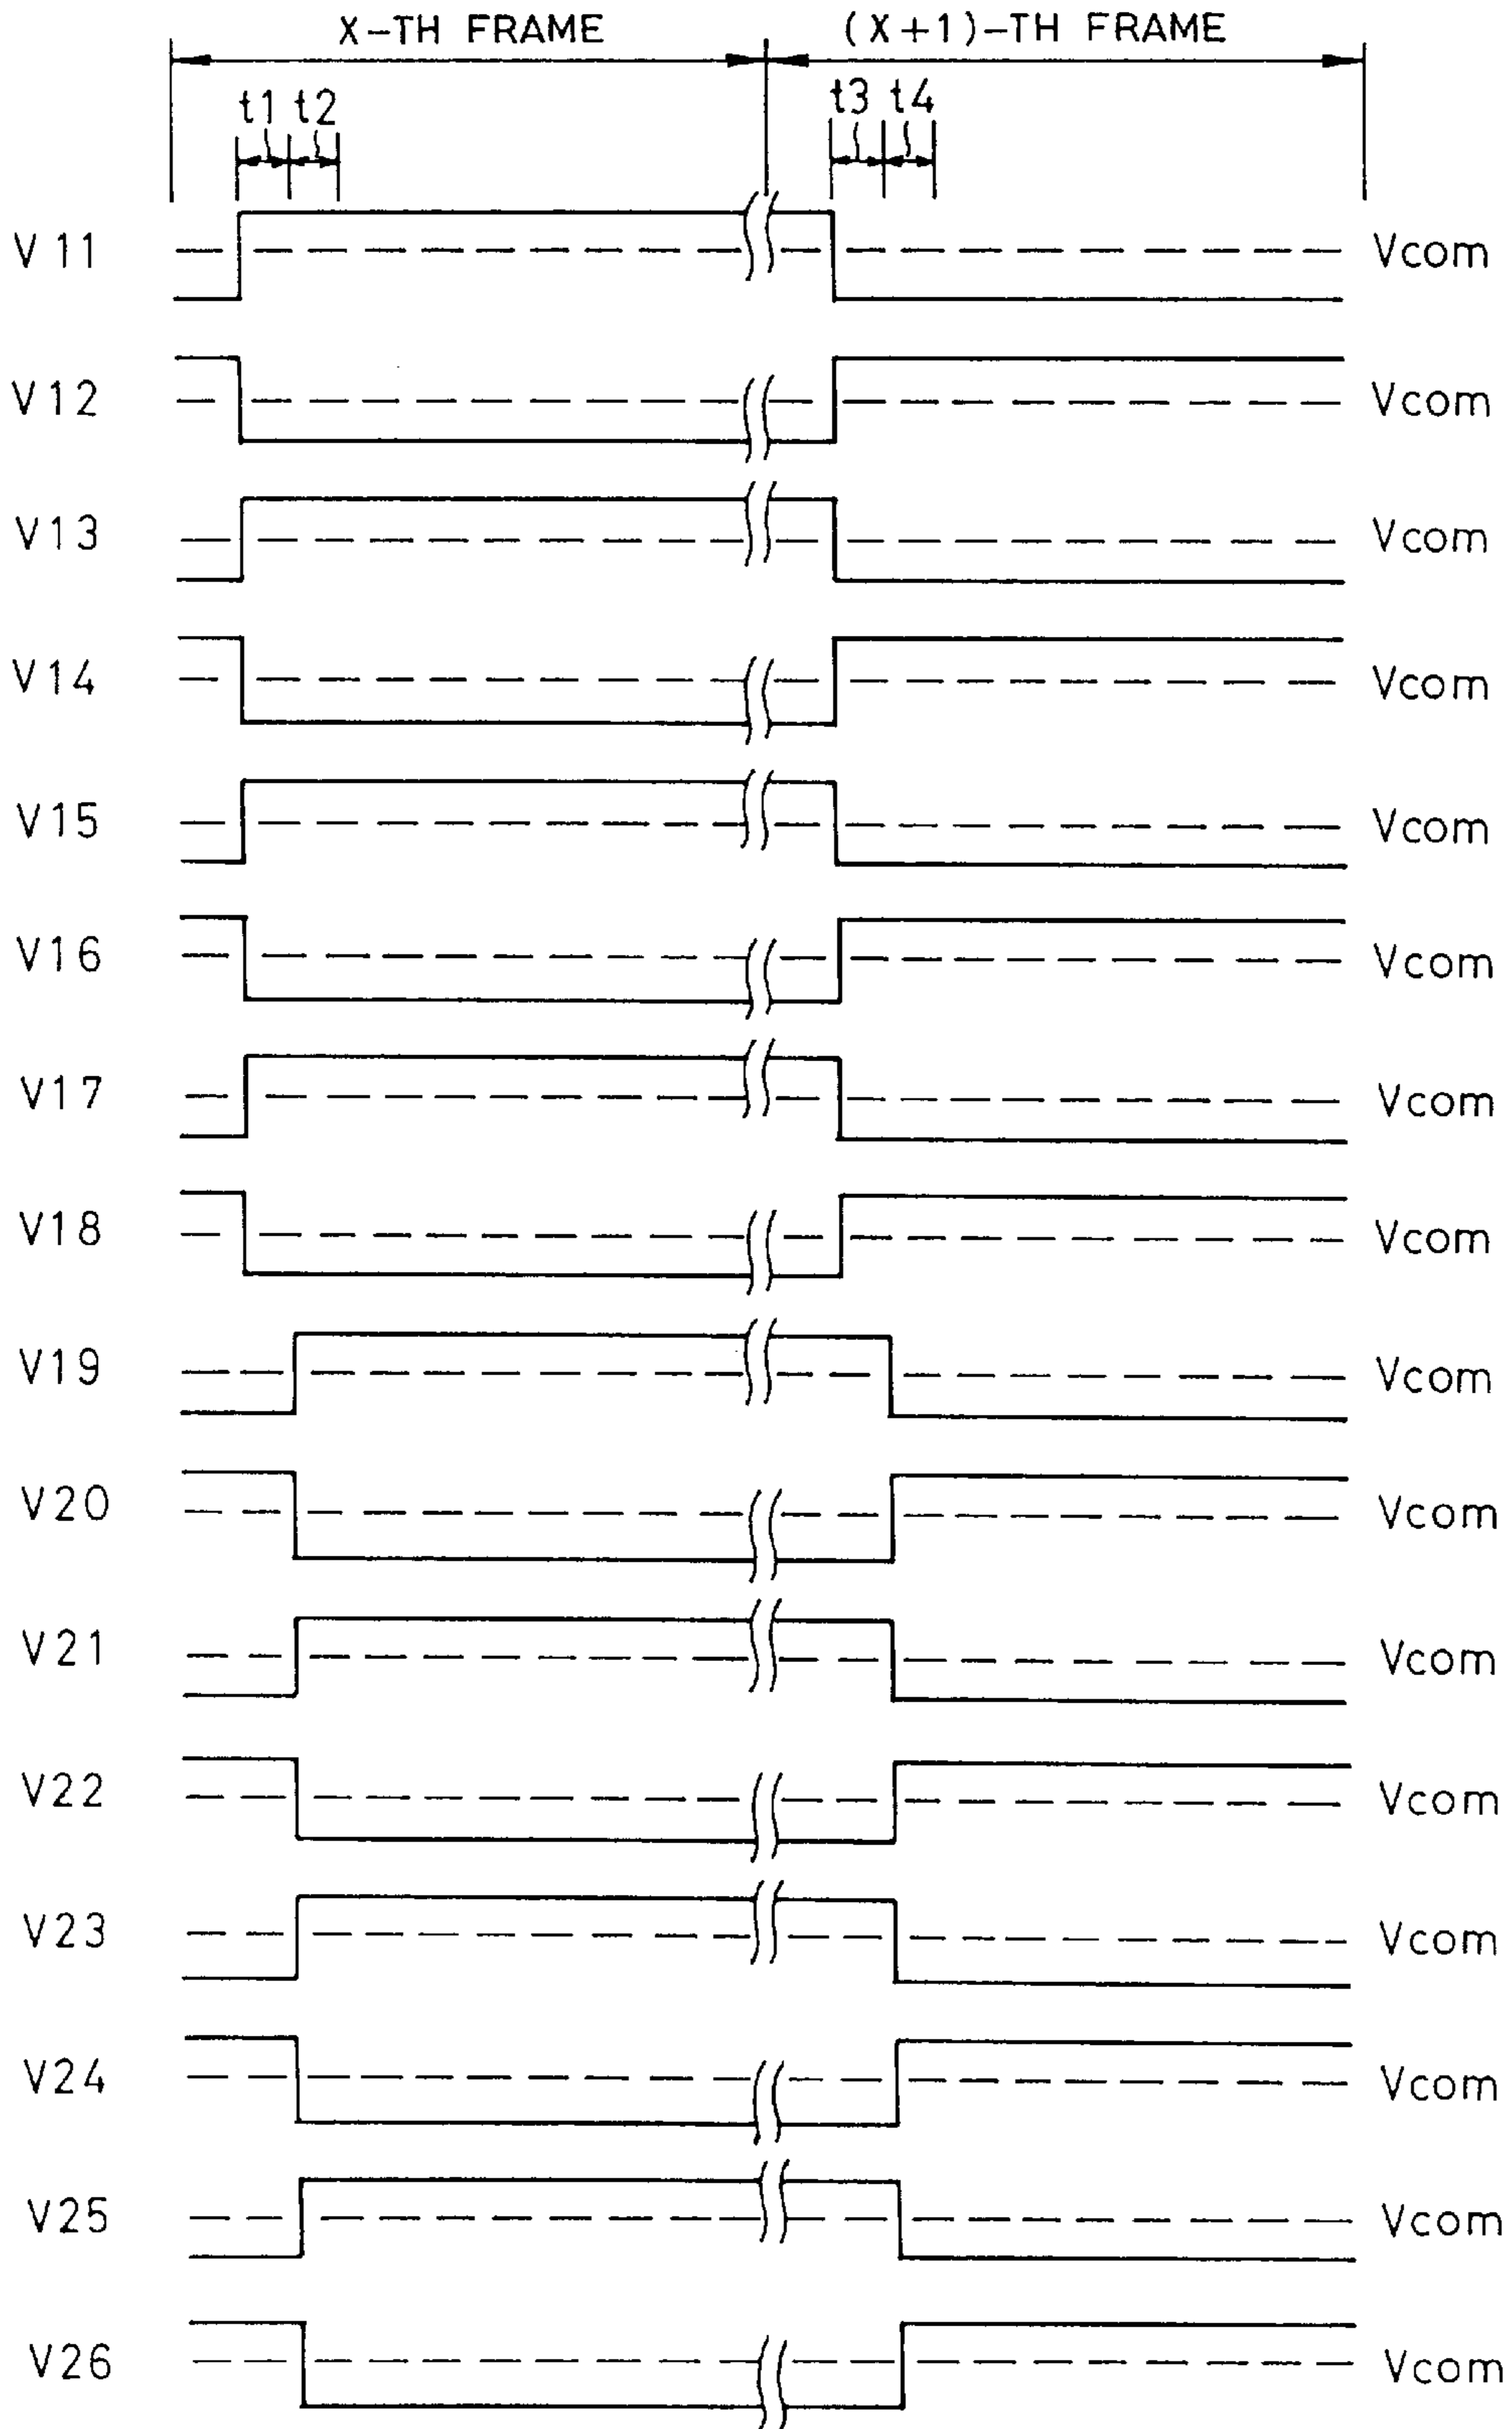 X-TH FRAME (X+1)-TH FRAME
t1 t2 t3 t4
V11 Vcom
V12 Vcom
V13 Vcom
V14 Vcom
V15 Vcom
V16 Vcom
V17 Vcom
V18 Vcom
V19 Vcom
V20 Vcom
V21 Vcom
V22 Vcom
V23 Vcom
V24 Vcom
V25 Vcom
V26 Vcom